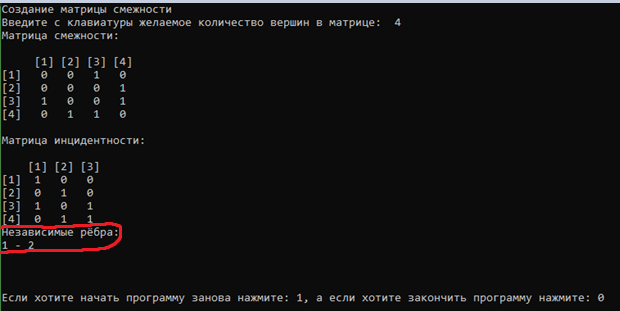 Создание матрицы смежности
Введите с клавиатуры желаемое количество вершин в матрице:  4
Матрица смежности:
[1] [2] [3] [4]
[1] 0 0 1 0
[2] 0 0 0 1
[3] 1 0 0 1
[4] 0 1 1 0
Матрица инцидентности:
[1] [2] [3]
[1] 1 0 0
[2] 0 1 0
[3] 1 0 1
[4] 0 1 1
Независимые рёбра:
1 - 2
Если хотите начать программу занова нажмите: 1, а если хотите закончить программу нажмите: 0